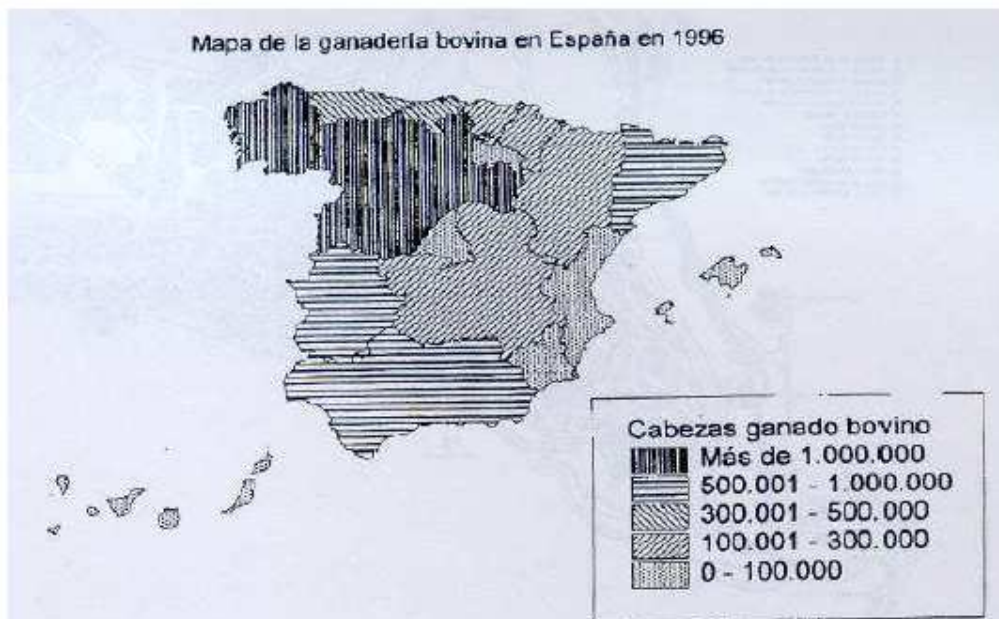 Mapa de la ganadería bovina en España en 1996
Cabezas ganado bovino
Más de 1.000.000
500.001 - 1.000.000
300.001 - 500.000
100.001 - 300.000
0 - 100.000